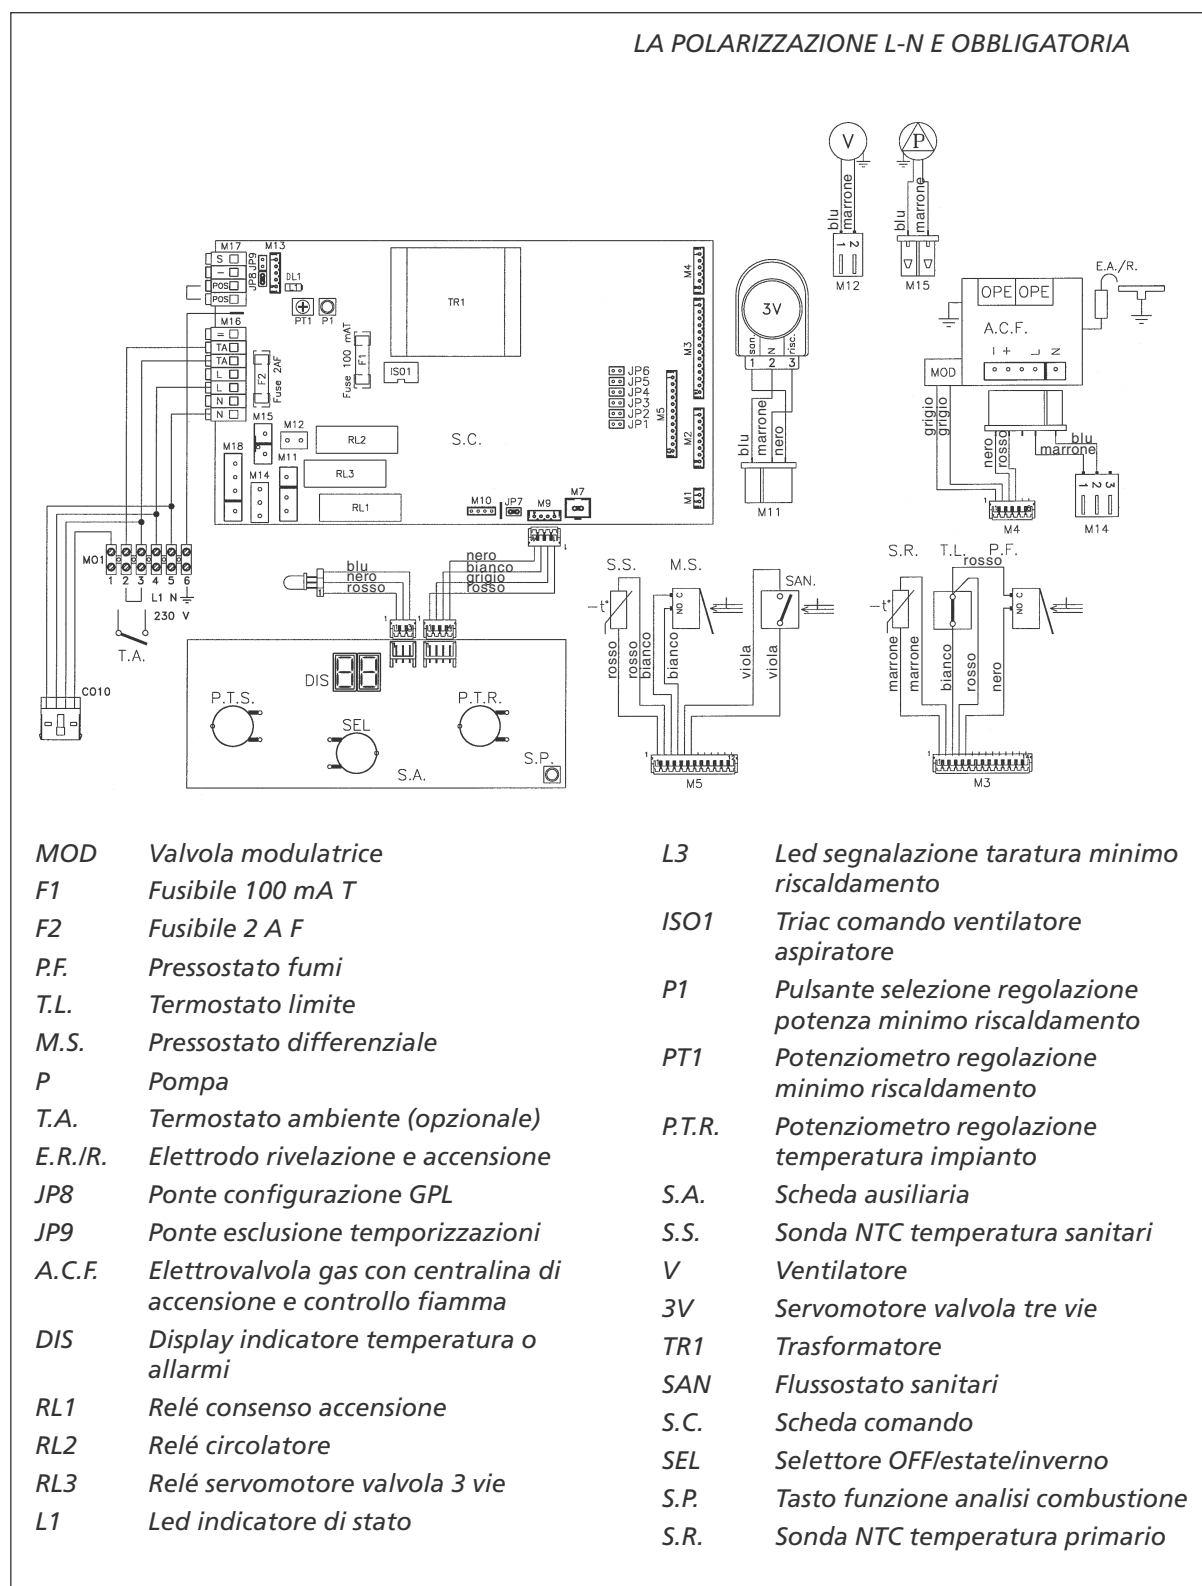 LA POLARIZZAZIONE L-N E OBBLIGATORIA
V
P
blu
marrone
blu
marrone
1
2
M12
M15
M17
S
–
POS
POS
M13
JP8
JP9
DL1
L1
PT1
P1
TR1
M16
=
TA
TA
L
L
N
N
F2
Fuse 2AF
Fuse 100 mAT
F1
ISO1
M4
M3
M5
M2
M1
JP6
JP5
JP4
JP3
JP2
JP1
M18
M15
M12
M14
M11
RL2
RL3
RL1
S.C.
M10
JP7
M9
M7
3V
san.
N
risc.
1 2 3
blu
marrone
nero
M11
E.A./R.
OPE OPE
A.C.F.
MOD
– + L N
grigio
grigio
nero
rosso
blu
marrone
1
M4
1 2 3
M14
M01
1 2 3 4 5 6
L1 N
230 V
T.A.
CO10
blu
nero
rosso
1
nero
bianco
grigio
rosso
1
1
1
DIS
P.T.S.
SEL
P.T.R.
S.A.
S.P.
S.S.
M.S.
SAN.
-t°
NO C
rosso
rosso
bianco
bianco
viola
viola
1
M5
S.R.
T.L.
P.F.
rosso
-t°
NO C
marrone
marrone
bianco
rosso
nero
1
M3
MOD Valvola modulatrice
F1 Fusibile 100 mA T
F2 Fusibile 2 A F
P.F. Pressostato fumi
T.L. Termostato limite
M.S. Pressostato differenziale
P Pompa
T.A. Termostato ambiente (opzionale)
E.R./R. Elettrodo rivelazione e accensione
JP8 Ponte configurazione GPL
JP9 Ponte esclusione temporizzazioni
A.C.F. Elettrovalvola gas con centralina di
accensione e controllo fiamma
DIS Display indicatore temperatura o
allarmi
RL1 Relé consenso accensione
RL2 Relé circolatore
RL3 Relé servomotore valvola 3 vie
L1 Led indicatore di stato
L3 Led segnalazione taratura minimo
riscaldamento
ISO1 Triac comando ventilatore
aspiratore
P1 Pulsante selezione regolazione
potenza minimo riscaldamento
PT1 Potenziometro regolazione
minimo riscaldamento
P.T.R. Potenziometro regolazione
temperatura impianto
S.A. Scheda ausiliaria
S.S. Sonda NTC temperatura sanitari
V Ventilatore
3V Servomotore valvola tre vie
TR1 Trasformatore
SAN Flussostato sanitari
S.C. Scheda comando
SEL Selettore OFF/estate/inverno
S.P. Tasto funzione analisi combustione
S.R. Sonda NTC temperatura primario